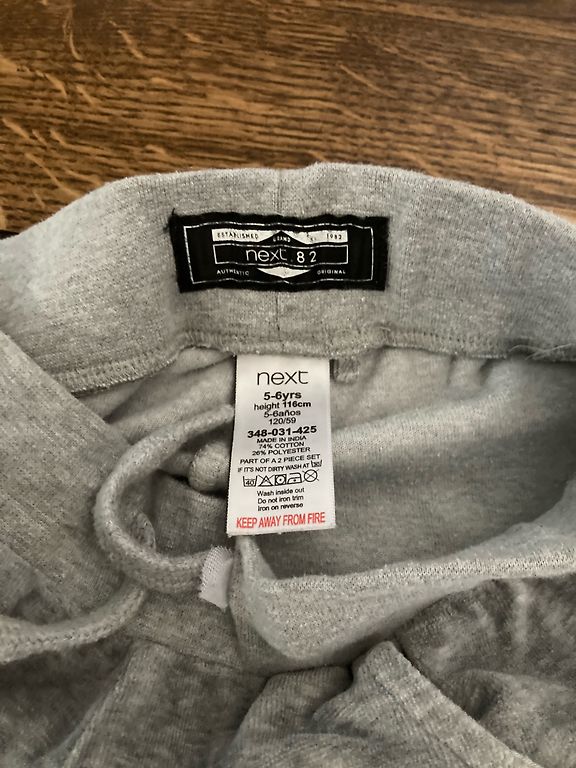 ESTABLISHED BRAND 1982
next.82
AUTHENTIC ORIGINAL
next
5-6yrs
height 116cm
5-6años
120/59
348-031-425
MADE IN INDIA
74% COTTON
26% POLYESTER
PART OF A 2 PIECE SET
IF IT'S NOT DIRTY WASH AT 30
40
Wash inside out
Do not iron trim
iron on reverse
KEEP AWAY FROM FIRE